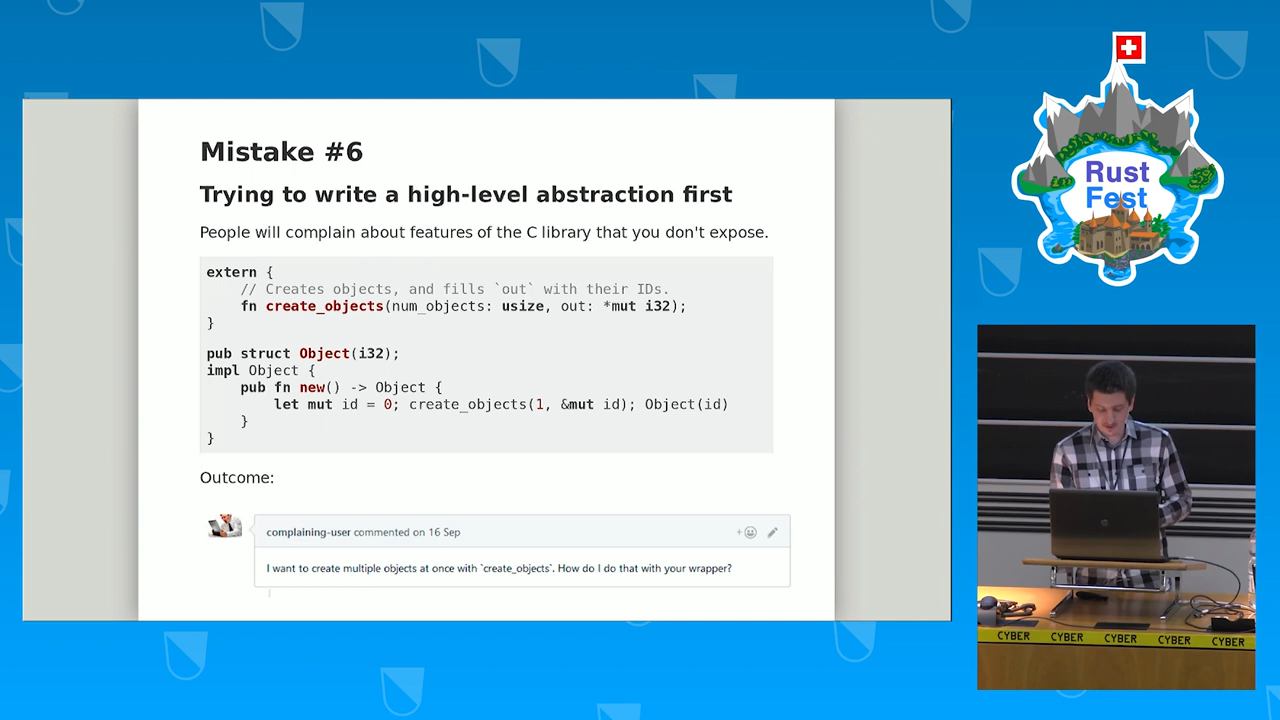 Mistake #6
Trying to write a high-level abstraction first
People will complain about features of the C library that you don't expose.
extern {
    // Creates objects, and fills `out` with their IDs.
    fn create_objects(num_objects: usize, out: *mut i32);
}
pub struct Object(i32);
impl Object {
    pub fn new() -> Object {
        let mut id = 0; create_objects(1, &mut id); Object(id)
    }
}
Outcome:
complaining-user commented on 16 Sep
I want to create multiple objects at once with `create_objects`. How do I do that with your wrapper?
Rust
Fest
CYBER CYBER CYBER CYBER CYBER